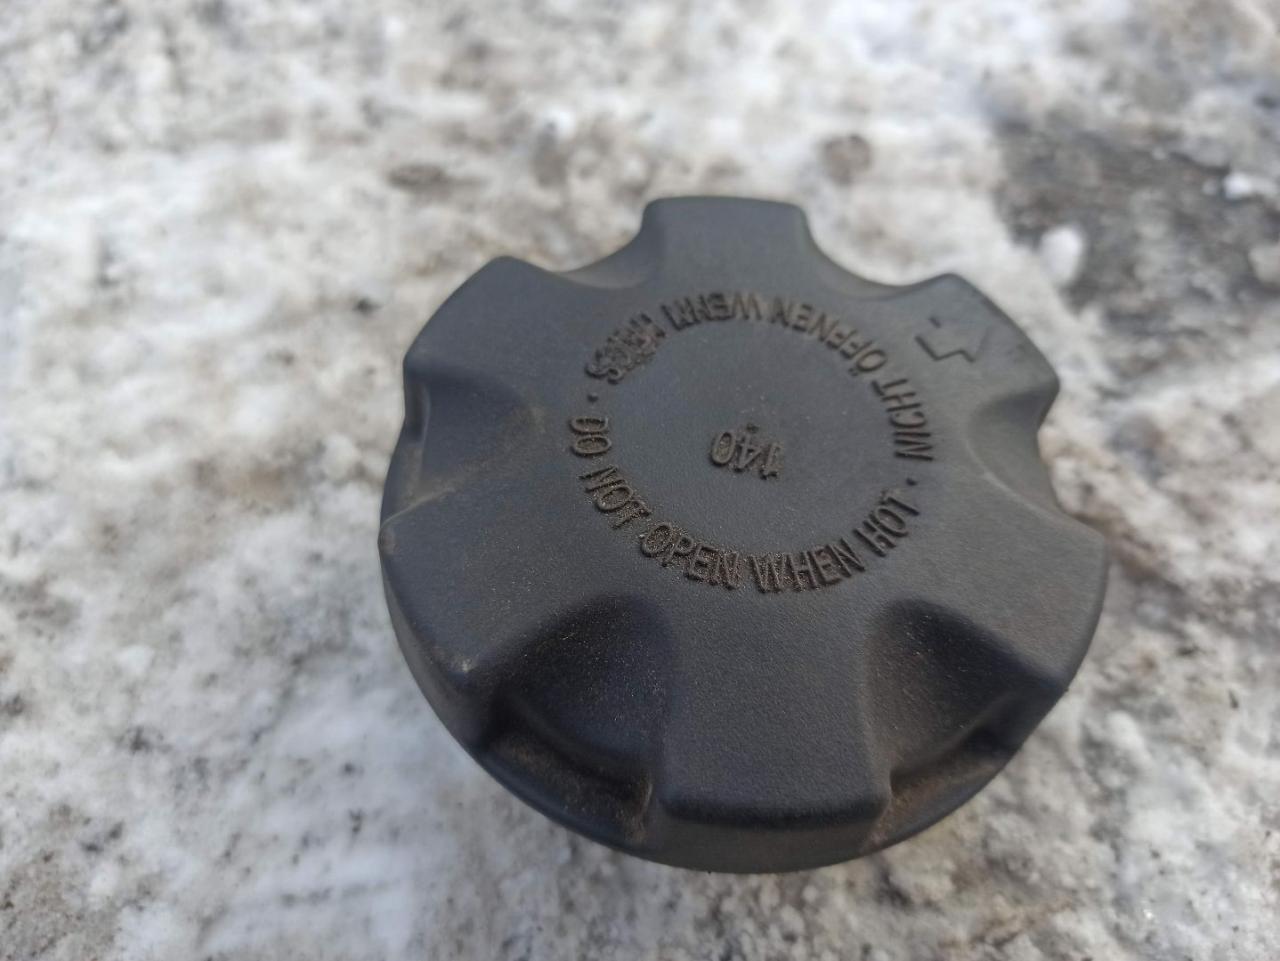 DO NOT OPEN WHEN HOT ·
NICHT ÖFFNEN WENN HEISS ·
140